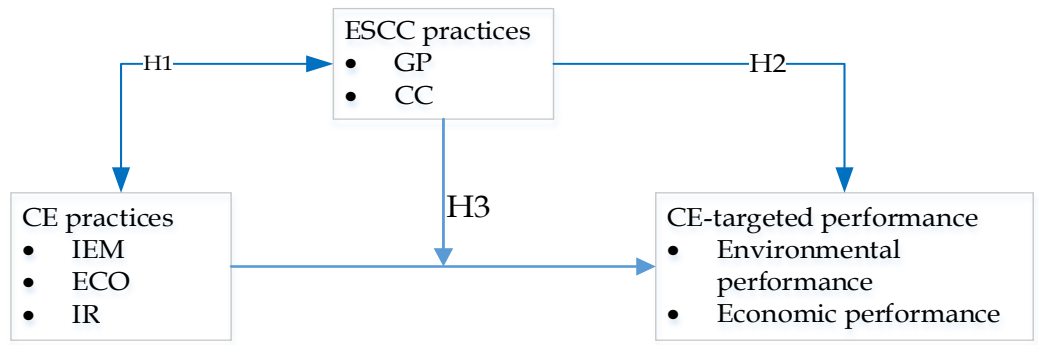 ESCC practices
• GP
• CC
H1
H2
H3
CE practices
• IEM
• ECO
• IR
CE-targeted performance
• Environmental
performance
• Economic performance